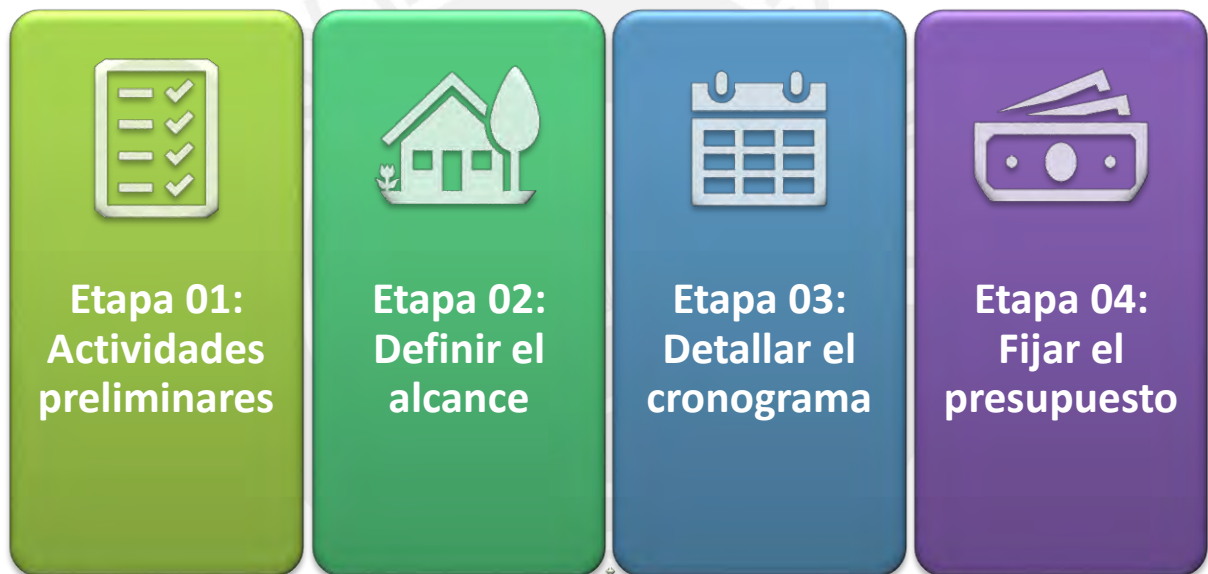 Etapa 01:
Actividades
preliminares
Etapa 02:
Definir el
alcance
Etapa 03:
Detallar el
cronograma
Etapa 04:
Fijar el
presupuesto